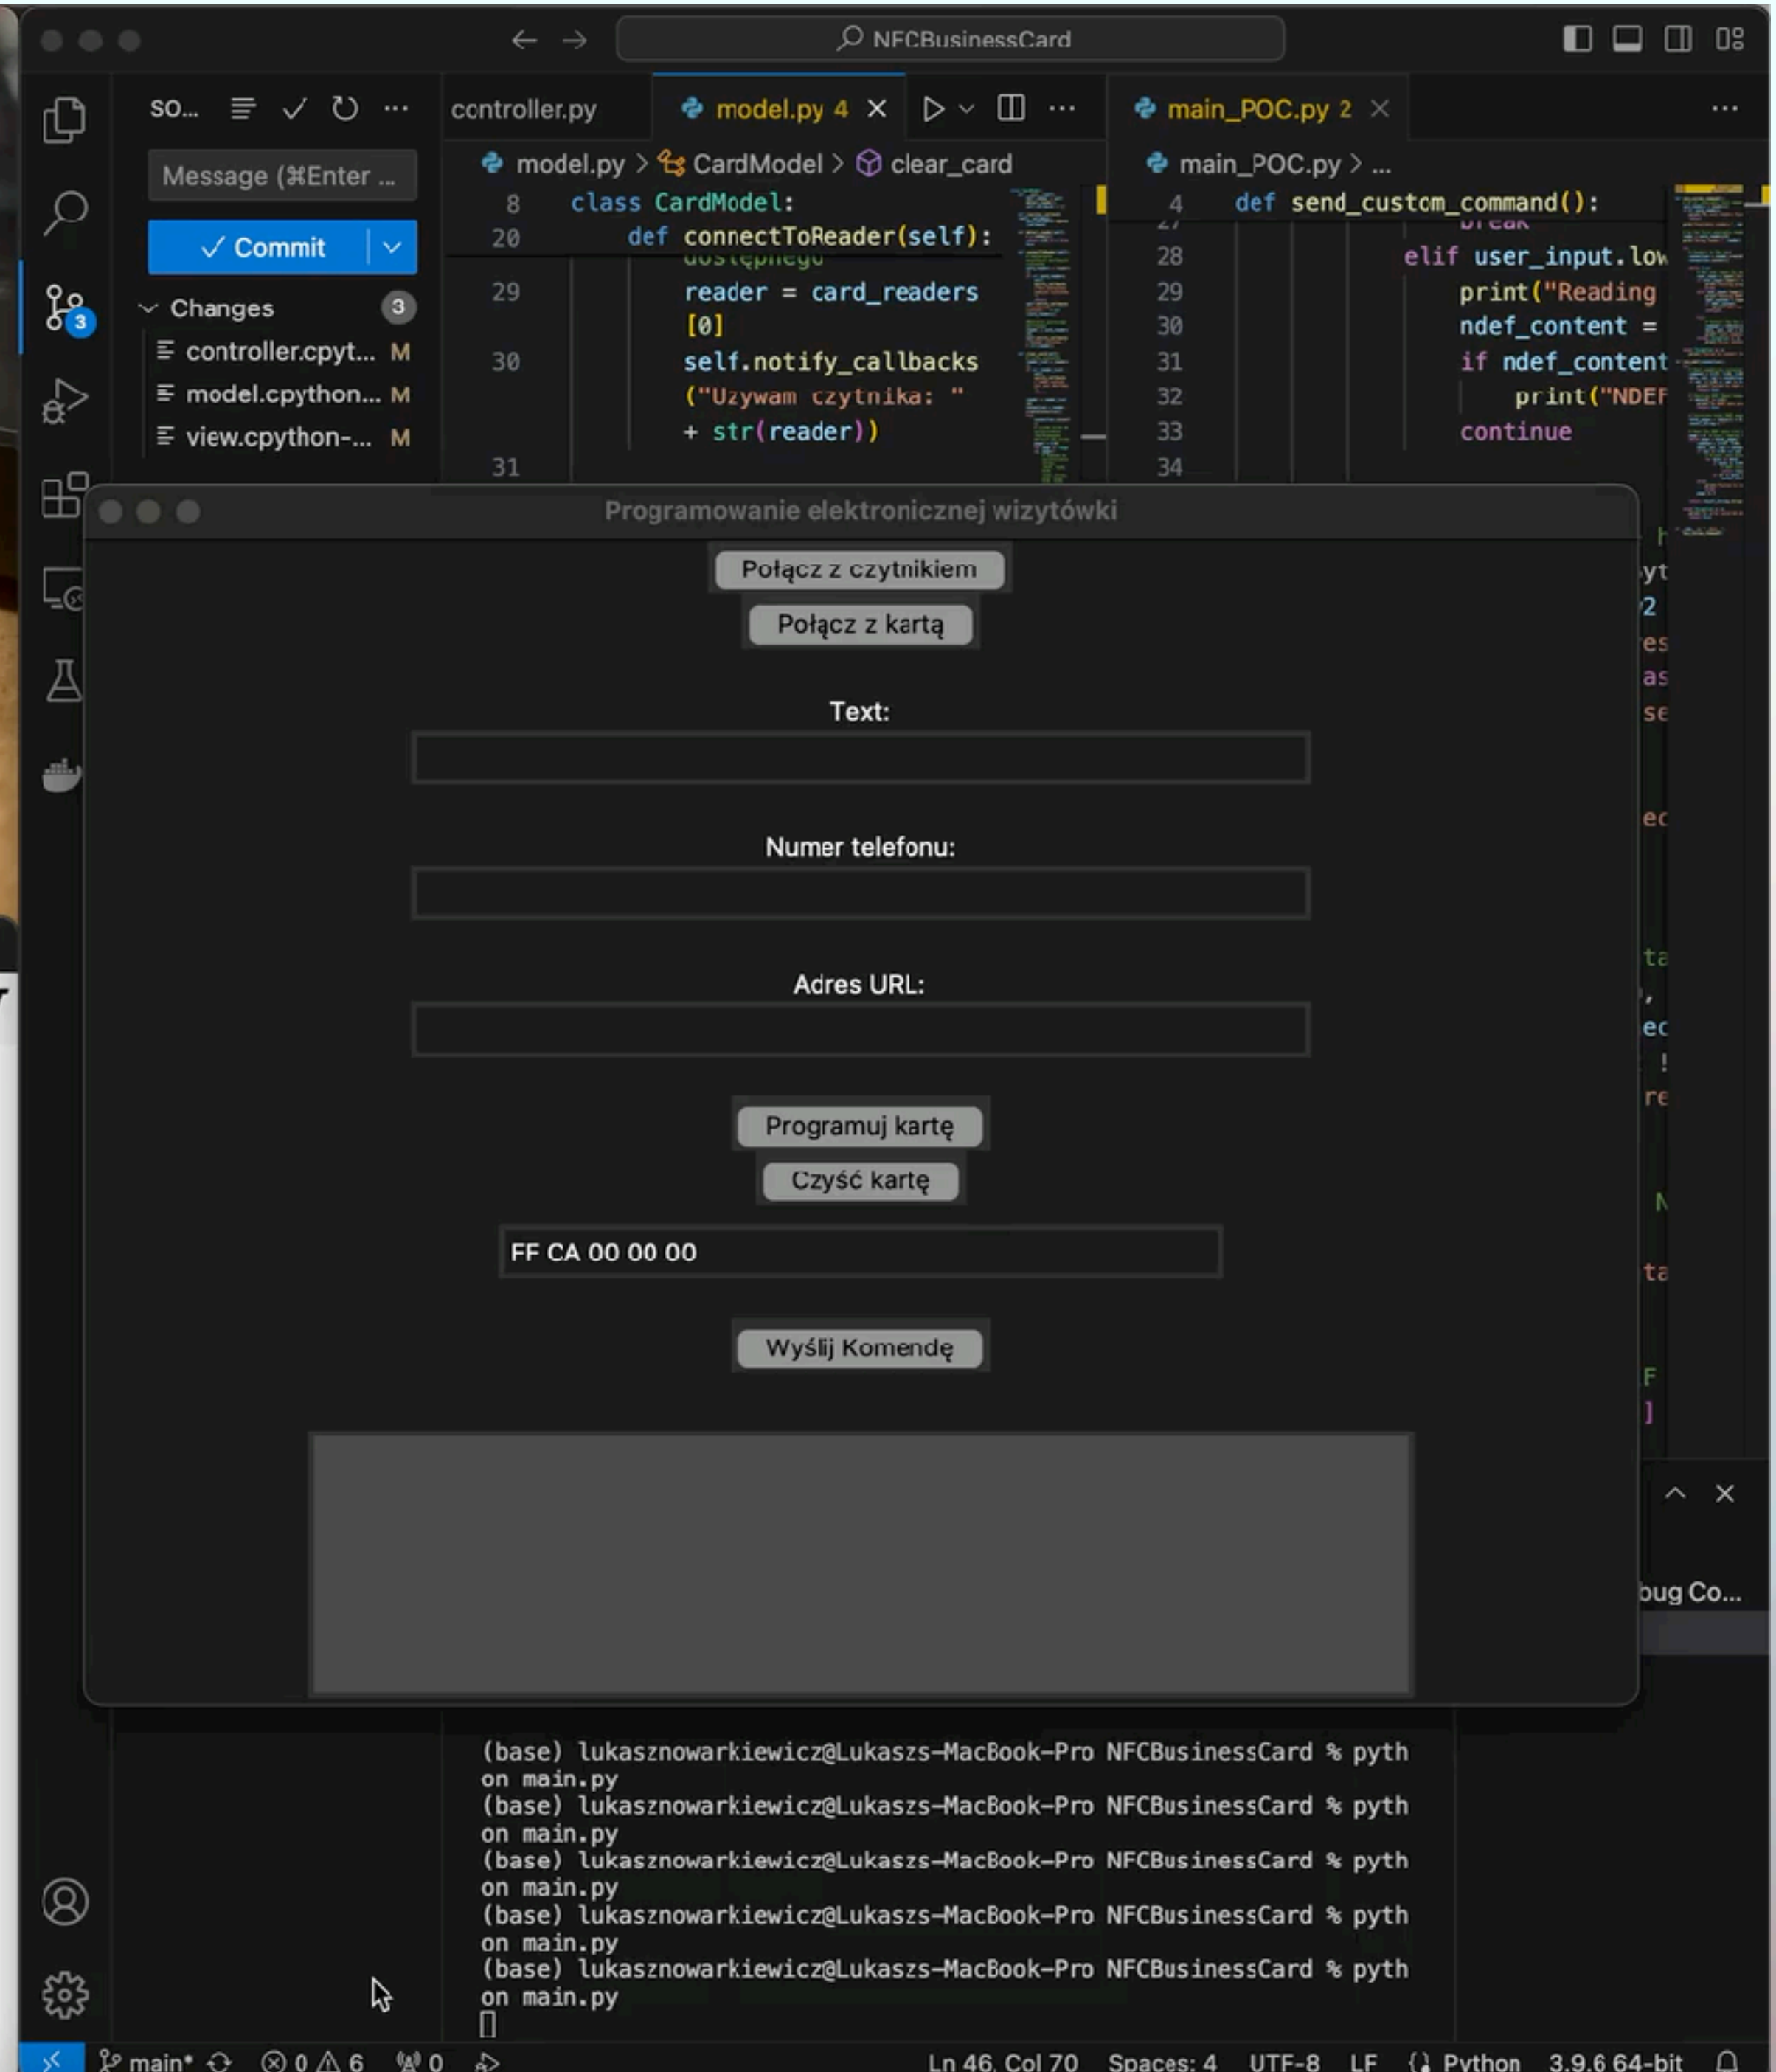 NFCBusinessCard
SO...
controller.py
model.py 4
main_POC.py 2
Message (⌘Enter ...
model.py > CardModel > clear_card
main_POC.py > ...
8 class CardModel:
20 def connectToReader(self):
4 def send_custom_command():
Commit
dostępnego
27 break
28 elif user_input.low
Changes 3
29 reader = card_readers
[0]
29 print("Reading
30 ndef_content =
controller.cpyt... M
30 self.notify_callbacks
("Uzywam czytnika: "
+ str(reader))
31 if ndef_content
32 print("NDEF
33 continue
model.cpython... M
view.cpython-... M
31
34
3
Programowanie elektronicznej wizytówki
Połącz z czytnikiem
Połącz z kartą
Text:
Numer telefonu:
Adres URL:
Programuj kartę
Czyść kartę
FF CA 00 00 00
Wyślij Komendę
bug Co...
(base) lukasznowarkiewicz@Lukaszs-MacBook-Pro NFCBusinessCard % pyth
on main.py
(base) lukasznowarkiewicz@Lukaszs-MacBook-Pro NFCBusinessCard % pyth
on main.py
(base) lukasznowarkiewicz@Lukaszs-MacBook-Pro NFCBusinessCard % pyth
on main.py
(base) lukasznowarkiewicz@Lukaszs-MacBook-Pro NFCBusinessCard % pyth
on main.py
(base) lukasznowarkiewicz@Lukaszs-MacBook-Pro NFCBusinessCard % pyth
on main.py
main* 0 6 0 Ln 46, Col 70 Spaces: 4 UTF-8 LF Python 3.9.6 64-bit